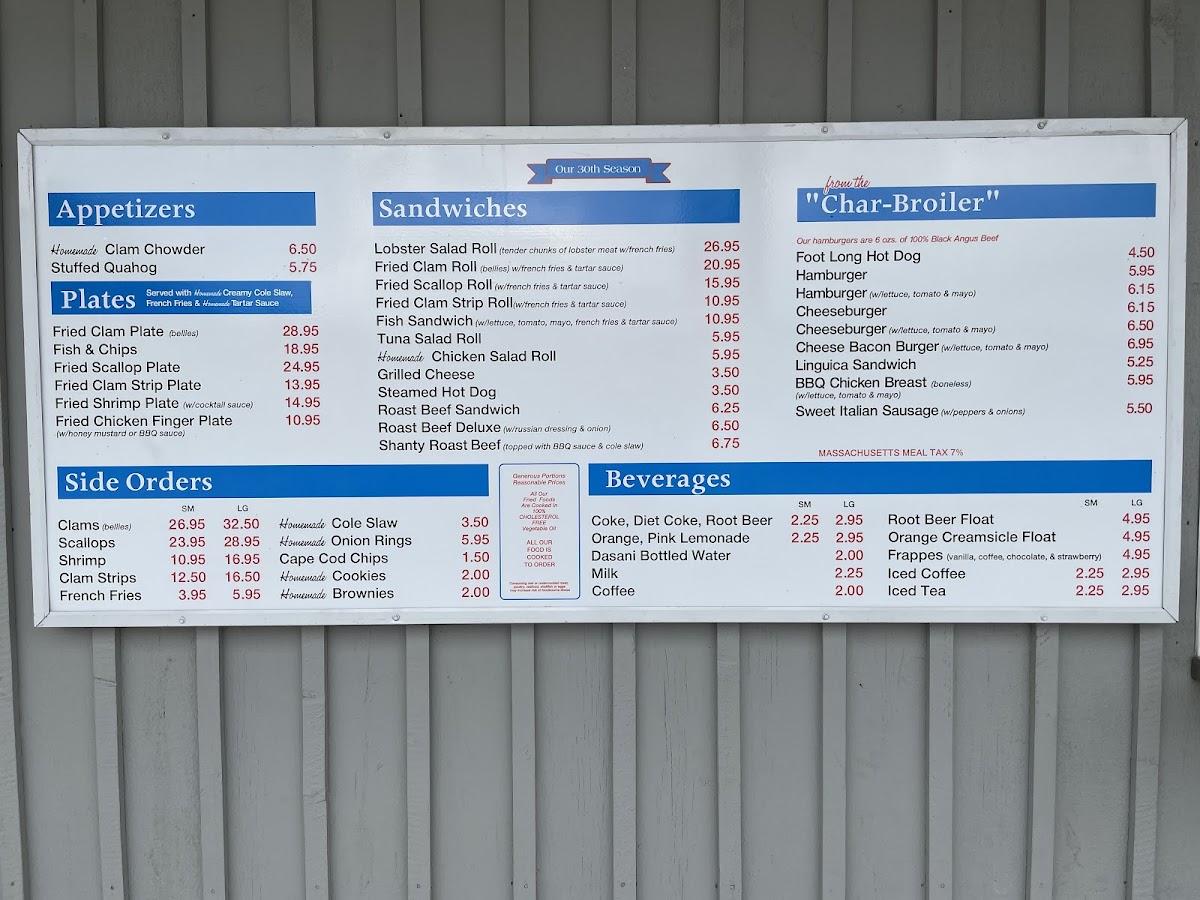 Our 30th Season
Appetizers
Homemade Clam Chowder 6.50
Stuffed Quahog 5.75
Plates Served with Homemade Creamy Cole Slaw,
French Fries & Homemade Tartar Sauce
Fried Clam Plate (bellies) 28.95
Fish & Chips 18.95
Fried Scallop Plate 24.95
Fried Clam Strip Plate 13.95
Fried Shrimp Plate (w/cocktail sauce) 14.95
Fried Chicken Finger Plate 10.95
(w/honey mustard or BBQ sauce)
Sandwiches
Lobster Salad Roll (tender chunks of lobster meat w/french fries) 26.95
Fried Clam Roll (bellies) w/french fries & tartar sauce) 20.95
Fried Scallop Roll (w/french fries & tartar sauce) 15.95
Fried Clam Strip Roll (w/french fries & tartar sauce) 10.95
Fish Sandwich (w/lettuce, tomato, mayo, french fries & tartar sauce) 10.95
Tuna Salad Roll 5.95
Homemade Chicken Salad Roll 5.95
Grilled Cheese 3.50
Steamed Hot Dog 3.50
Roast Beef Sandwich 6.25
Roast Beef Deluxe (w/russian dressing & onion) 6.50
Shanty Roast Beef (topped with BBQ sauce & cole slaw) 6.75
from the
"Char-Broiler"
Our hamburgers are 6 ozs. of 100% Black Angus Beef
Foot Long Hot Dog 4.50
Hamburger 5.95
Hamburger (w/lettuce, tomato & mayo) 6.15
Cheeseburger 6.15
Cheeseburger (w/lettuce, tomato & mayo) 6.50
Cheese Bacon Burger (w/lettuce, tomato & mayo) 6.95
Linguica Sandwich 5.25
BBQ Chicken Breast (boneless) 5.95
(w/lettuce, tomato & mayo)
Sweet Italian Sausage (w/peppers & onions) 5.50
MASSACHUSETTS MEAL TAX 7%
Side Orders
SM LG
Clams (bellies) 26.95 32.50
Scallops 23.95 28.95
Shrimp 10.95 16.95
Clam Strips 12.50 16.50
French Fries 3.95 5.95
Homemade Cole Slaw 3.50
Homemade Onion Rings 5.95
Cape Cod Chips 1.50
Homemade Cookies 2.00
Homemade Brownies 2.00
Generous Portions
Reasonable Prices
All Our
Fried Foods
Are Cooked in
100%
CHOLESTEROL
FREE
Vegetable Oil
ALL OUR
FOOD IS
COOKED
TO ORDER
Beverages
SM LG
Coke, Diet Coke, Root Beer 2.25 2.95
Orange, Pink Lemonade 2.25 2.95
Dasani Bottled Water 2.00
Milk 2.25
Coffee 2.00
SM LG
Root Beer Float 4.95
Orange Creamsicle Float 4.95
Frappes (vanilla, coffee, chocolate, & strawberry) 4.95
Iced Coffee 2.25 2.95
Iced Tea 2.25 2.95